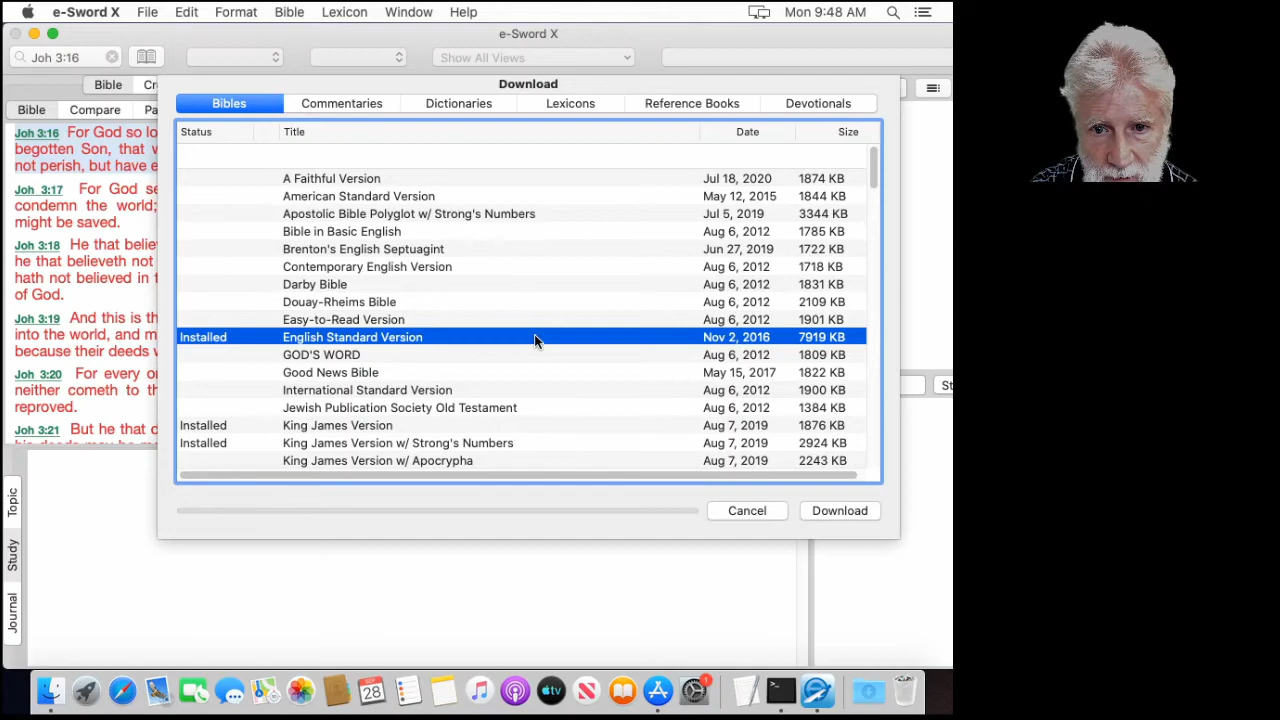 e-Sword X File Edit Format Bible Lexicon Window Help Mon 9:48 AM
e-Sword X
Joh 3:16 Show All Views
Download
Bible
Bibles Commentaries Dictionaries Lexicons Reference Books Devotionals
Bible Compare
Status Title Date Size
Joh 3:16 For God so
begotten Son, that
not perish, but have
Joh 3:17 For God
condemn the world;
might be saved.
Joh 3:18 He that
he that believeth not
hath not believed in
of God.
Joh 3:19 And this is
into the world, and
because their deeds
Joh 3:20 For every
neither cometh to
reproved.
Joh 3:21 But he that
A Faithful Version Jul 18, 2020 1874 KB
American Standard Version May 12, 2015 1844 KB
Apostolic Bible Polyglot w/ Strong's Numbers Jul 5, 2019 3344 KB
Bible in Basic English Aug 6, 2012 1785 KB
Brenton's English Septuagint Jun 27, 2019 1722 KB
Contemporary English Version Aug 6, 2012 1718 KB
Darby Bible Aug 6, 2012 1831 KB
Douay-Rheims Bible Aug 6, 2012 2109 KB
Easy-to-Read Version Aug 6, 2012 1901 KB
Installed English Standard Version Nov 2, 2016 7919 KB
GOD'S WORD Aug 6, 2012 1809 KB
Good News Bible May 15, 2017 1822 KB
International Standard Version Aug 6, 2012 1900 KB
Jewish Publication Society Old Testament Aug 6, 2012 1384 KB
Installed King James Version Aug 7, 2019 1876 KB
Installed King James Version w/ Strong's Numbers Aug 7, 2019 2924 KB
King James Version w/ Apocrypha Aug 7, 2019 2243 KB
Cancel Download
Topic
Study
Journal
SEP
28
tv
1